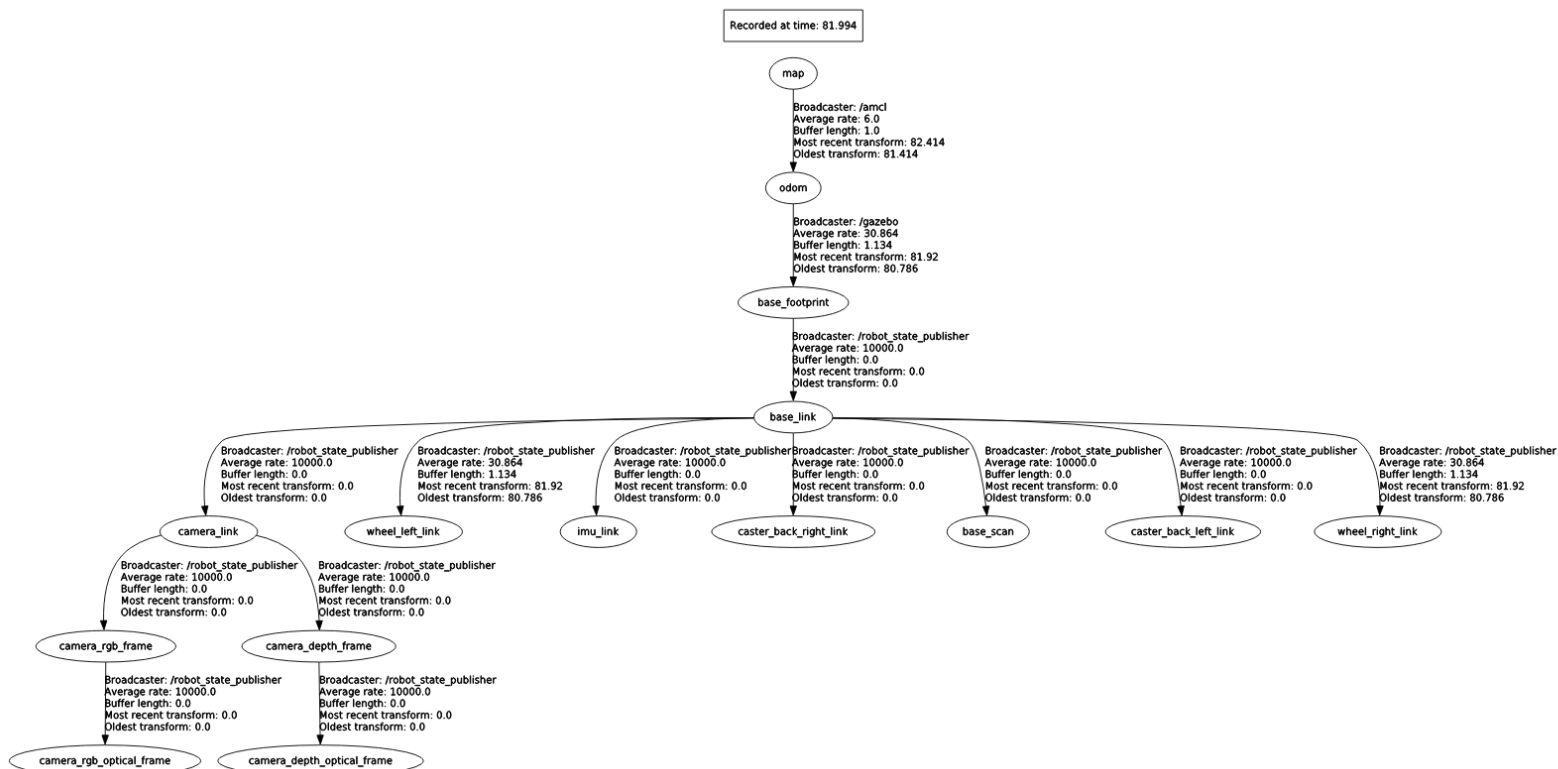 Recorded at time: 81.994
map
Broadcaster: /amcl
Average rate: 6.0
Buffer length: 1.0
Most recent transform: 82.414
Oldest transform: 81.414
odom
Broadcaster: /gazebo
Average rate: 30.864
Buffer length: 1.134
Most recent transform: 81.92
Oldest transform: 80.786
base_footprint
Broadcaster: /robot_state_publisher
Average rate: 10000.0
Buffer length: 0.0
Most recent transform: 0.0
Oldest transform: 0.0
base_link
Broadcaster: /robot_state_publisher
Average rate: 10000.0
Buffer length: 0.0
Most recent transform: 0.0
Oldest transform: 0.0
Broadcaster: /robot_state_publisher
Average rate: 30.864
Buffer length: 1.134
Most recent transform: 81.92
Oldest transform: 80.786
Broadcaster: /robot_state_publisher
Average rate: 10000.0
Buffer length: 0.0
Most recent transform: 0.0
Oldest transform: 0.0
Broadcaster: /robot_state_publisher
Average rate: 10000.0
Buffer length: 0.0
Most recent transform: 0.0
Oldest transform: 0.0
Broadcaster: /robot_state_publisher
Average rate: 10000.0
Buffer length: 0.0
Most recent transform: 0.0
Oldest transform: 0.0
Broadcaster: /robot_state_publisher
Average rate: 10000.0
Buffer length: 0.0
Most recent transform: 0.0
Oldest transform: 0.0
Broadcaster: /robot_state_publisher
Average rate: 30.864
Buffer length: 1.134
Most recent transform: 81.92
Oldest transform: 80.786
camera_link
wheel_left_link
imu_link
caster_back_right_link
base_scan
caster_back_left_link
wheel_right_link
Broadcaster: /robot_state_publisher
Average rate: 10000.0
Buffer length: 0.0
Most recent transform: 0.0
Oldest transform: 0.0
Broadcaster: /robot_state_publisher
Average rate: 10000.0
Buffer length: 0.0
Most recent transform: 0.0
Oldest transform: 0.0
camera_rgb_frame
camera_depth_frame
Broadcaster: /robot_state_publisher
Average rate: 10000.0
Buffer length: 0.0
Most recent transform: 0.0
Oldest transform: 0.0
Broadcaster: /robot_state_publisher
Average rate: 10000.0
Buffer length: 0.0
Most recent transform: 0.0
Oldest transform: 0.0
camera_rgb_optical_frame
camera_depth_optical_frame